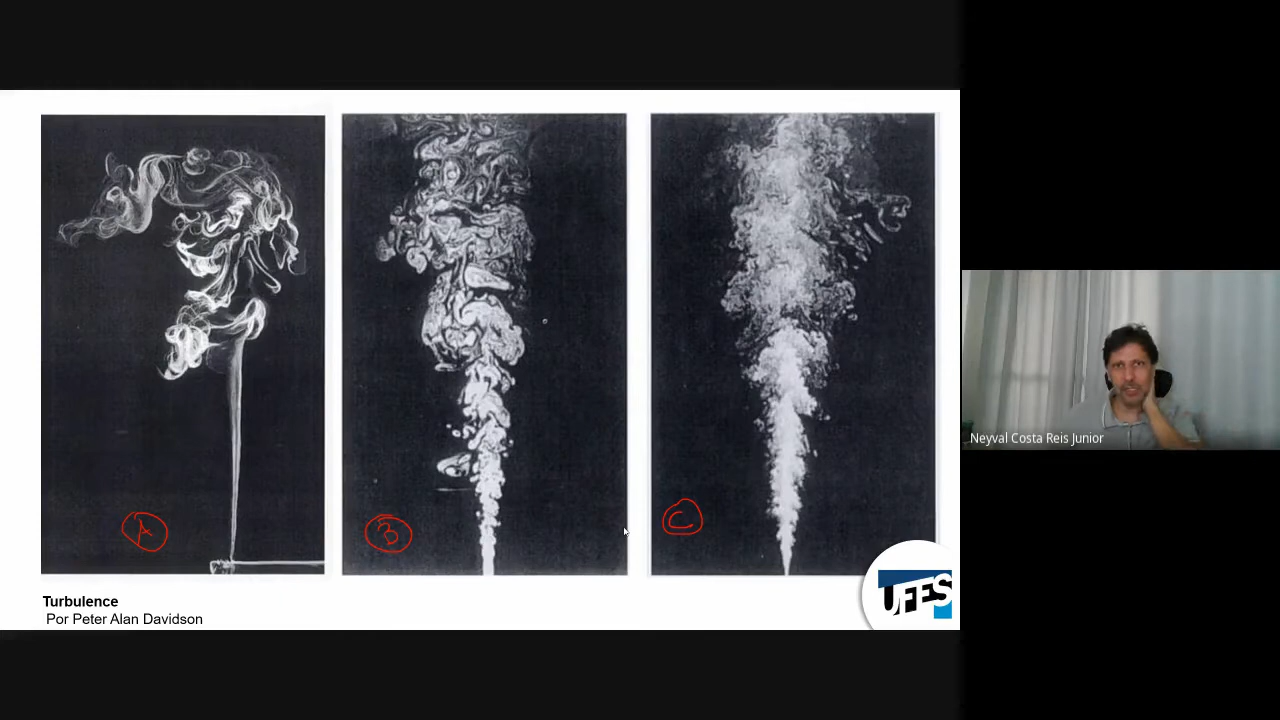 A
B
C
Turbulence
Por Peter Alan Davidson
UFES
Neyval Costa Reis Junior